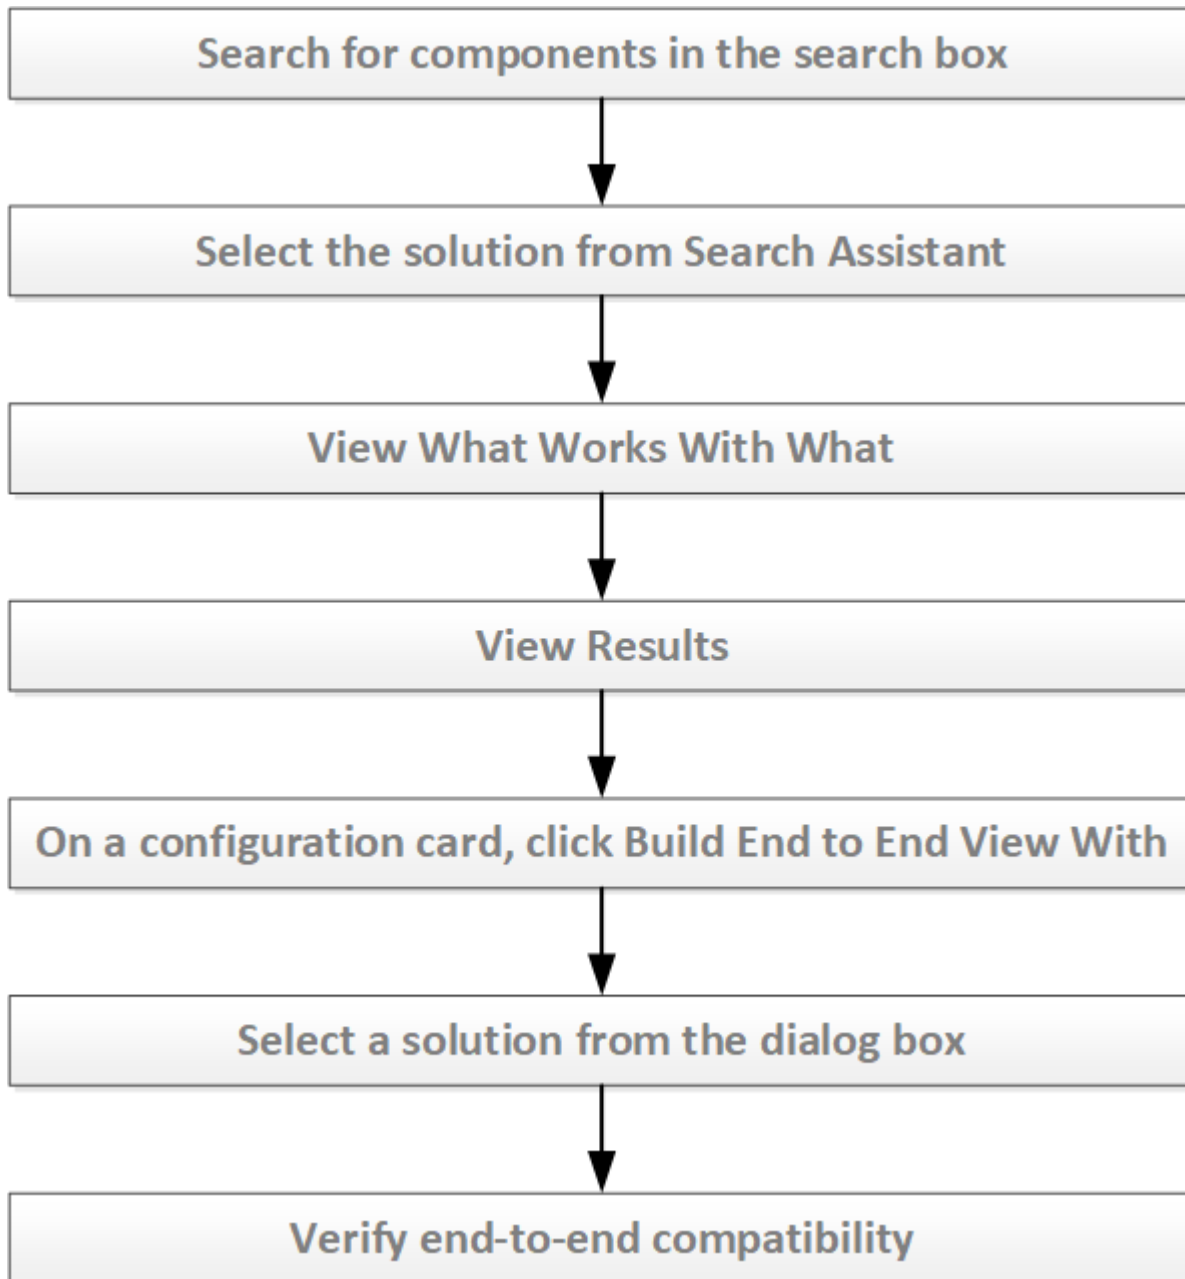 Search for components in the search box
Select the solution from Search Assistant
View What Works With What
View Results
On a configuration card, click Build End to End View With
Select a solution from the dialog box
Verify end-to-end compatibility